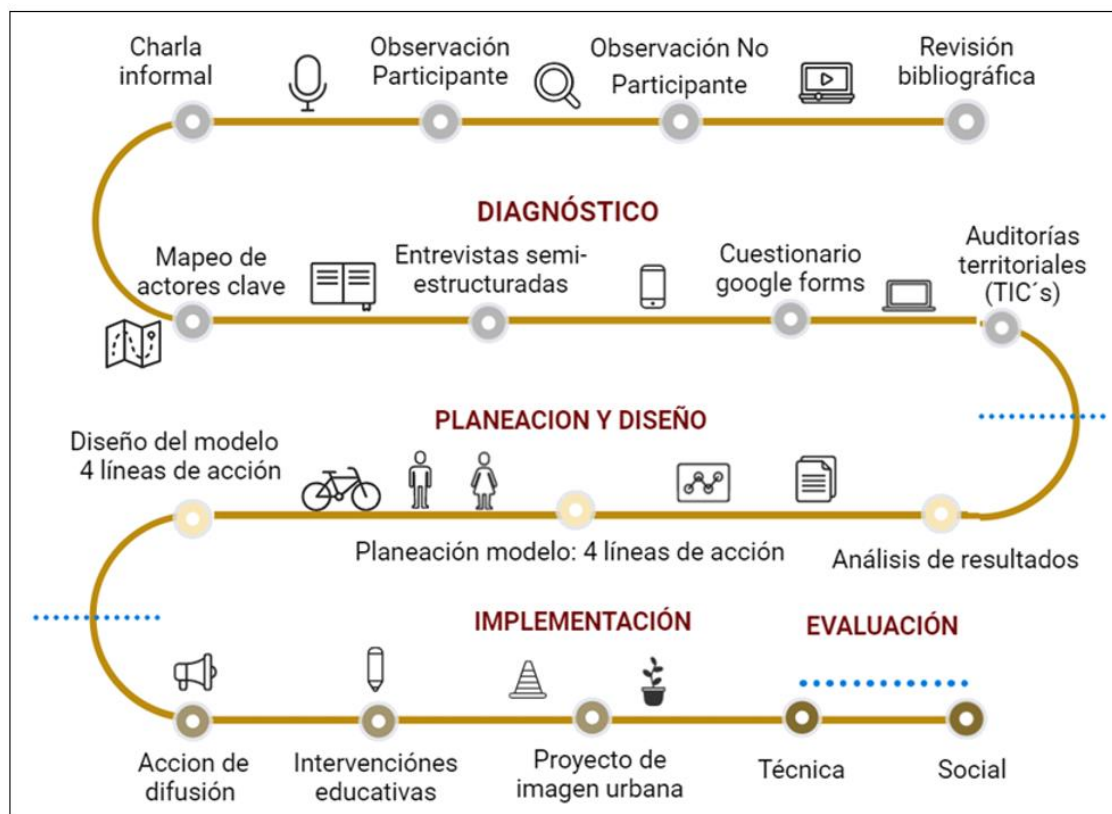 Charla
informal
Observación
Participante
Observación No
Participante
Revisión
bibliográfica
DIAGNÓSTICO
Mapeo de
actores clave
Entrevistas semi-
estructuradas
Cuestionario
google forms
Auditorías
territoriales
(TIC´s)
PLANEACION Y DISEÑO
Diseño del modelo
4 líneas de acción
Planeación modelo: 4 líneas de acción
Análisis de resultados
IMPLEMENTACIÓN
EVALUACIÓN
Accion de
difusión
Intervenciónes
educativas
Proyecto de
imagen urbana
Técnica
Social